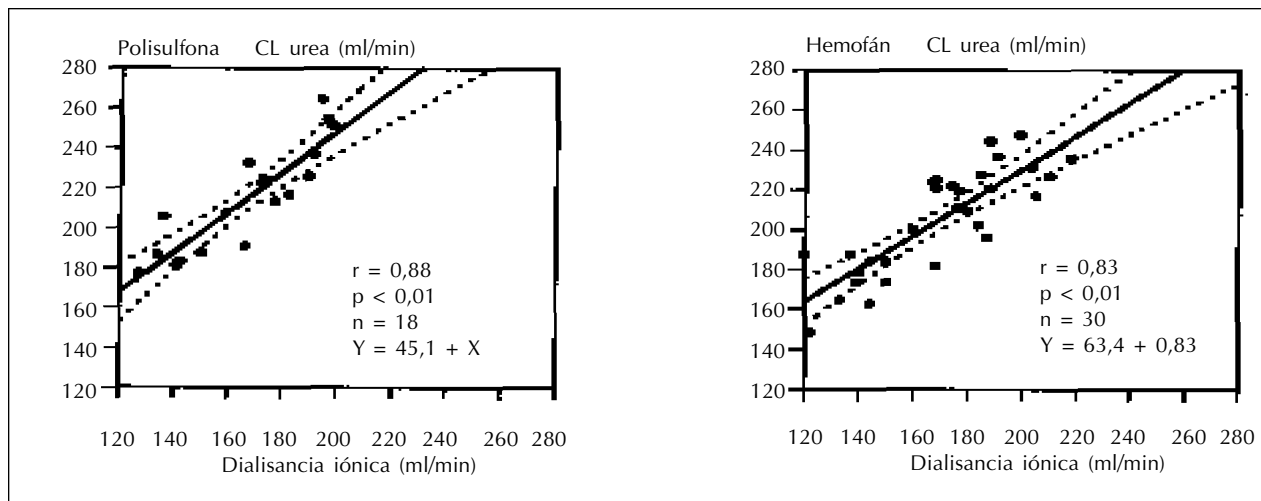 Polisulfona CL urea (ml/min)
280
260
240
220
200
180
160
140
120
r = 0,88
p < 0,01
n = 18
Y = 45,1 + X
120 140 160 180 200 220 240 260 280
Dialisancia iónica (ml/min)
Hemofán CL urea (ml/min)
280
260
240
220
200
180
160
140
120
r = 0,83
p < 0,01
n = 30
Y = 63,4 + 0,83
120 140 160 180 200 220 240 260 280
Dialisancia iónica (ml/min)